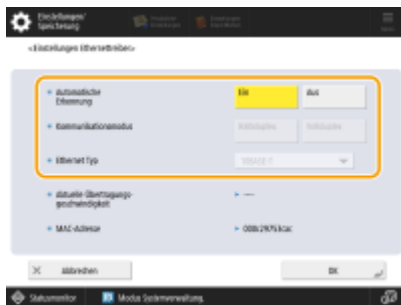 Einstellungen/
Speicherung
<Einstellungen Ethernettreiber>
Automatische
Erkennung
Ein
Aus
Kommunikationsmodus
Halbduplex
Vollduplex
Ethernet Typ
10BASE-T
Aktuelle Übertragungs-
geschwindigkeit
MAC-Adresse
Abbrechen
OK
Statusmonitor
Modus Systemverwaltung.